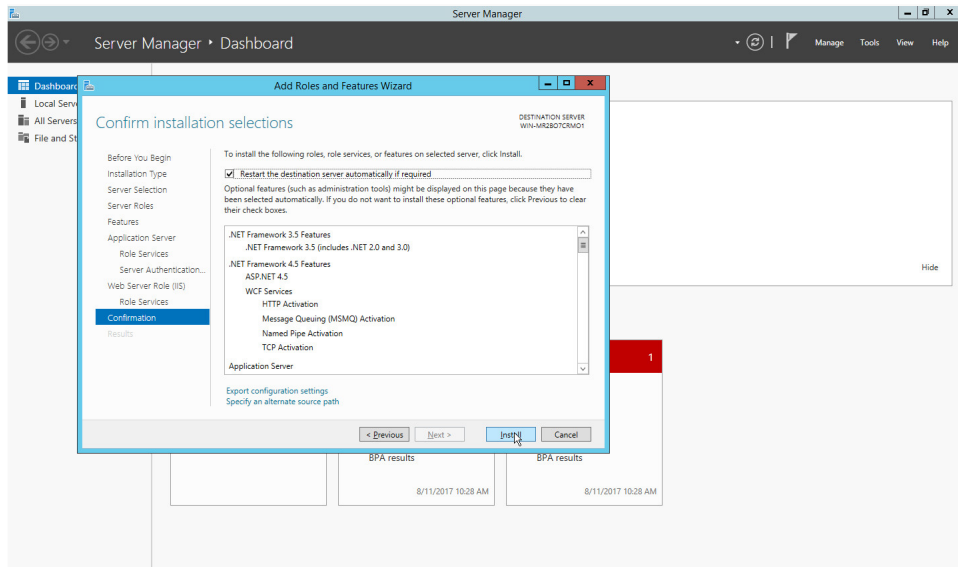 Server Manager
Server Manager • Dashboard
Manage Tools View Help
Dashboard
Local Serv
All Servers
File and St
Add Roles and Features Wizard
Confirm installation selections
DESTINATION SERVER
WIN-MR2BO7CRMO1
Before You Begin
Installation Type
Server Selection
Server Roles
Features
Application Server
Role Services
Server Authentication...
Web Server Role (IIS)
Role Services
Confirmation
Results
To install the following roles, role services, or features on selected server, click Install.
Restart the destination server automatically if required
Optional features (such as administration tools) might be displayed on this page because they have
been selected automatically. If you do not want to install these optional features, click Previous to clear
their check boxes.
.NET Framework 3.5 Features
.NET Framework 3.5 (includes .NET 2.0 and 3.0)
.NET Framework 4.5 Features
ASP.NET 4.5
WCF Services
HTTP Activation
Message Queuing (MSMQ) Activation
Named Pipe Activation
TCP Activation
Application Server
Export configuration settings
Specify an alternate source path
< Previous Next > Install Cancel
Hide
1
BPA results
8/11/2017 10:28 AM
BPA results
8/11/2017 10:28 AM